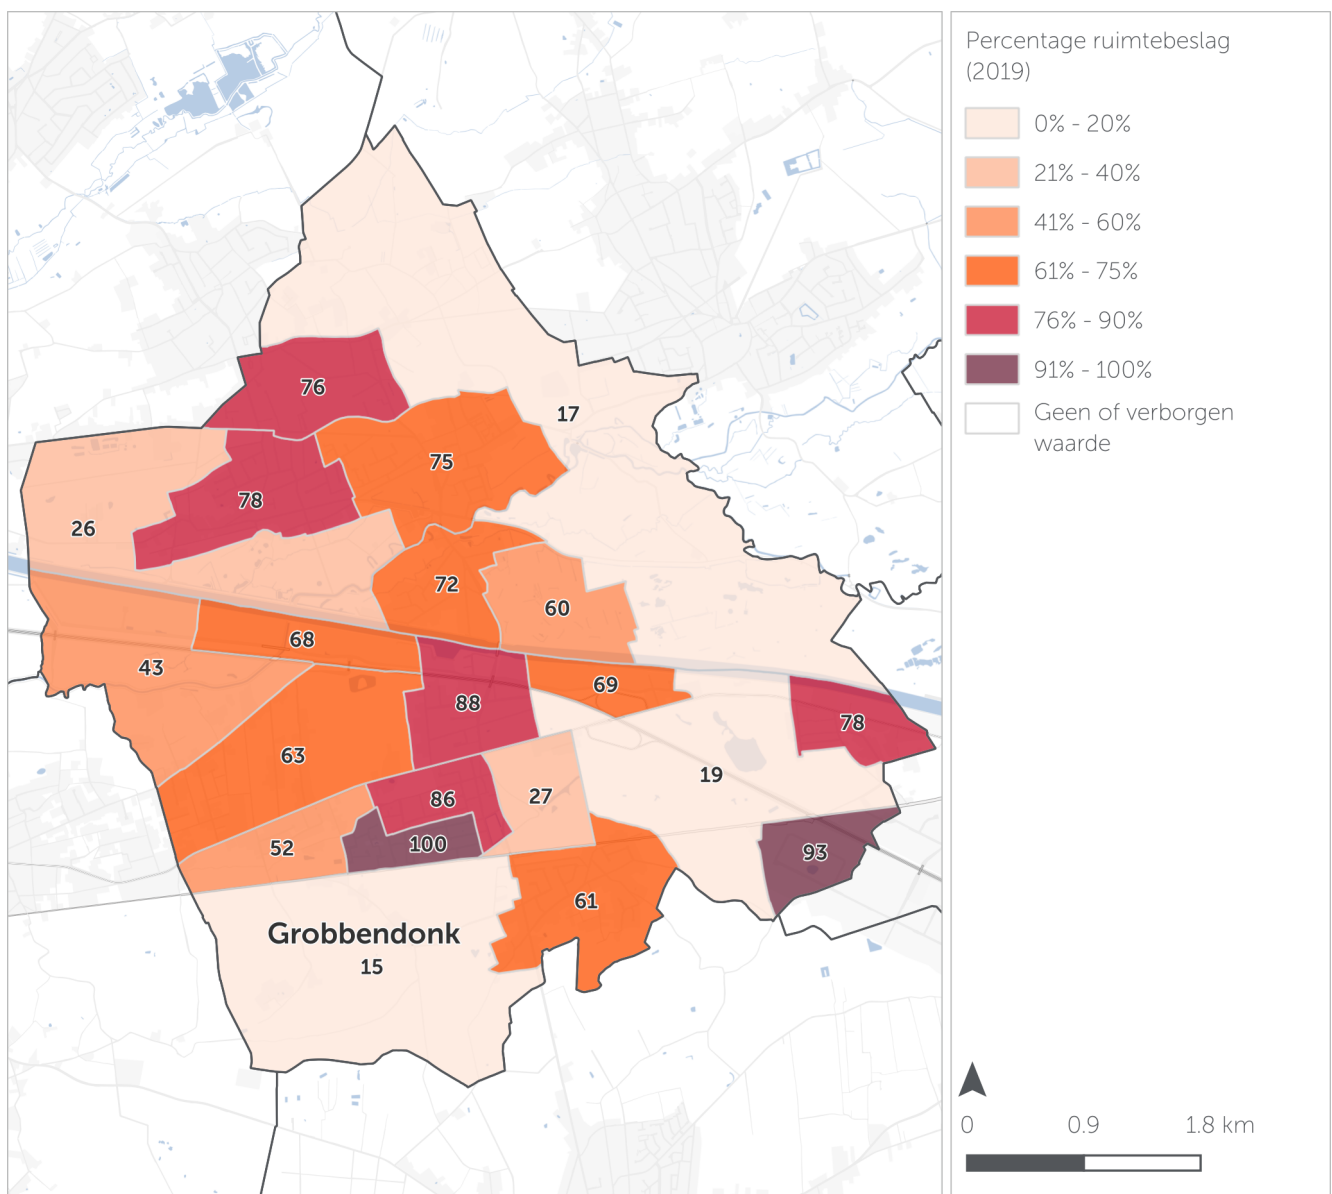 Percentage ruimtebeslag
(2019)
0% - 20%
21% - 40%
41% - 60%
61% - 75%
76% - 90%
91% - 100%
Geen of verborgen
waarde
76
17
75
78
26
72
60
68
43
69
88
78
63
19
27
86
100
52
93
61
Grobbendonk
15
0 0.9 1.8 km